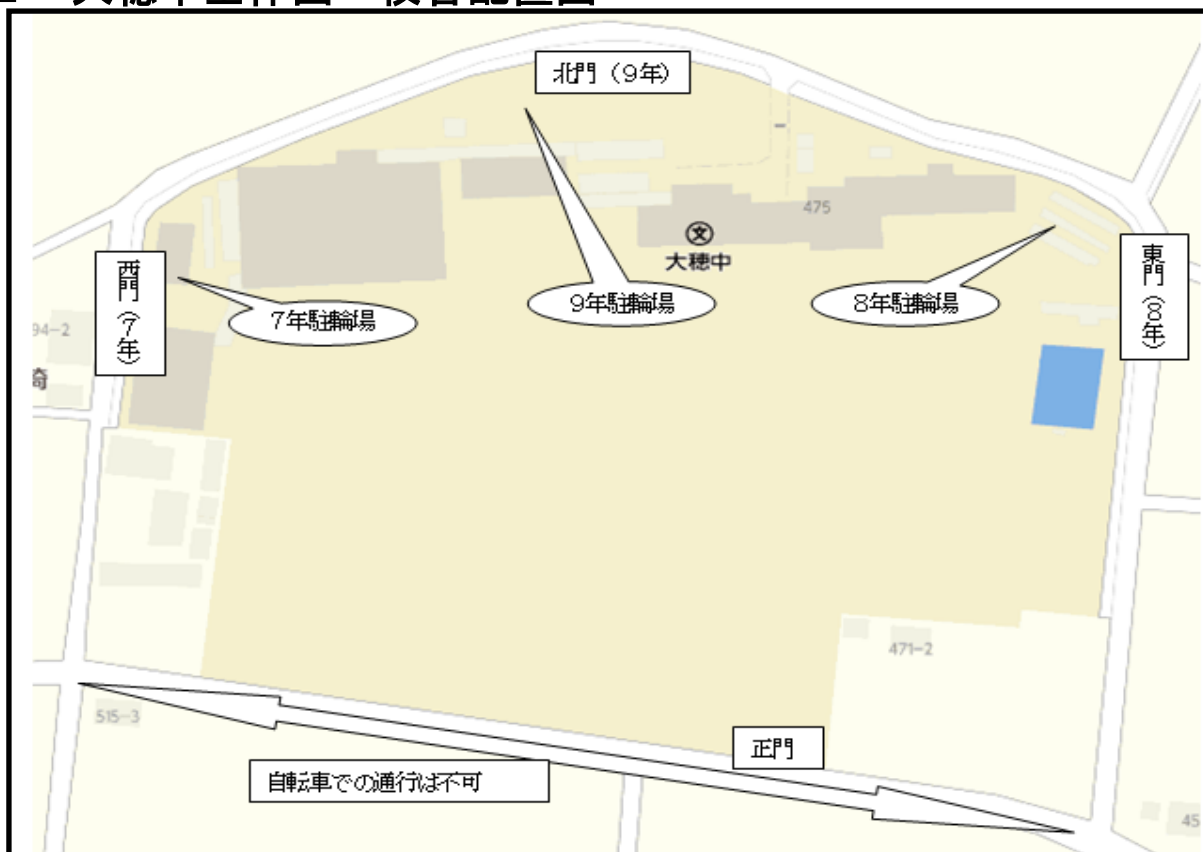 北門（9年）
475
大穂中
西門（7年）
東門（8年）
7年駐輪場
9年駐輪場
8年駐輪場
94-2
471-2
515-3
正門
自転車での通行は不可
45